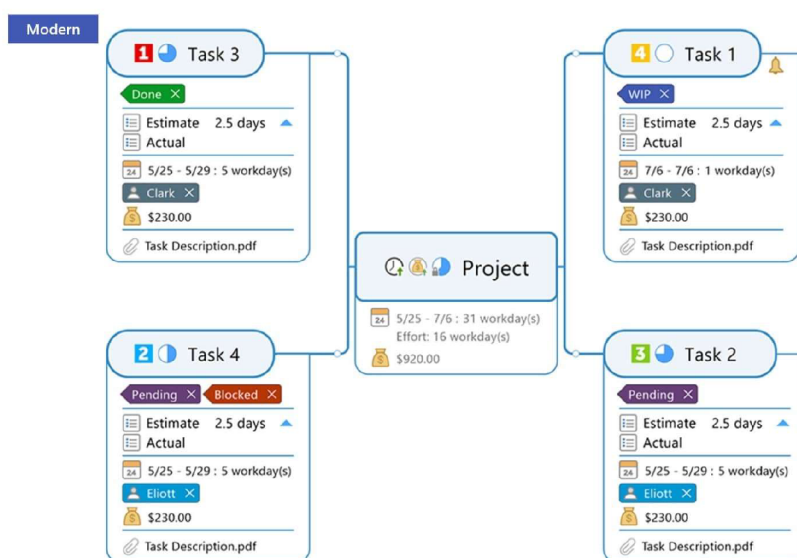 Modern
1 Task 3
Done ×
Estimate 2.5 days
Actual
24 5/25 - 5/29 : 5 workday(s)
Clark ×
$ $230.00
Task Description.pdf
4 Task 1
WIP ×
Estimate 2.5 days
Actual
24 7/6 - 7/6 : 1 workday(s)
Clark ×
$ $230.00
Task Description.pdf
Project
24 5/25 - 7/6 : 31 workday(s)
Effort: 16 workday(s)
$ $920.00
2 Task 4
Pending × Blocked ×
Estimate 2.5 days
Actual
24 5/25 - 5/29 : 5 workday(s)
Eliott ×
$ $230.00
Task Description.pdf
3 Task 2
Pending ×
Estimate 2.5 days
Actual
24 5/25 - 5/29 : 5 workday(s)
Eliott ×
$ $230.00
Task Description.pdf